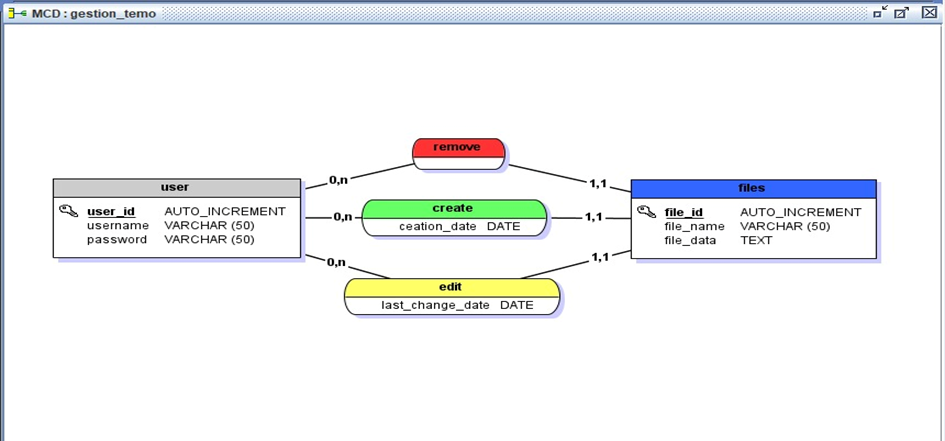 MCD : gestion_temo
remove
0,n
1,1
user
files
user_id AUTO_INCREMENT
username VARCHAR (50)
password VARCHAR (50)
0,n
create
ceation_date DATE
1,1
file_id AUTO_INCREMENT
file_name VARCHAR (50)
file_data TEXT
0,n
1,1
edit
last_change_date DATE